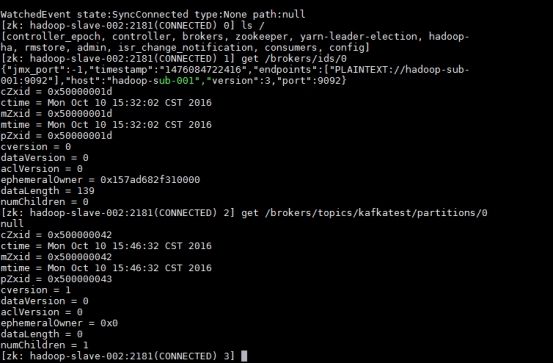 WatchedEvent state:SyncConnected type:None path:null
[zk: hadoop-slave-002:2181(CONNECTED) 0] ls /
[controller_epoch, controller, brokers, zookeeper, yarn-leader-election, hadoop-
ha, rmstore, admin, isr_change_notification, consumers, config]
[zk: hadoop-slave-002:2181(CONNECTED) 1] get /brokers/ids/0
{"jmx_port":-1,"timestamp":"1476084722416","endpoints":["PLAINTEXT://hadoop-sub-
001:9092"],"host":"hadoop-sub-001","version":3,"port":9092}
cZxid = 0x50000001d
ctime = Mon Oct 10 15:32:02 CST 2016
mZxid = 0x50000001d
mtime = Mon Oct 10 15:32:02 CST 2016
pZxid = 0x50000001d
cversion = 0
dataVersion = 0
aclVersion = 0
ephemeralOwner = 0x157ad682f310000
dataLength = 139
numChildren = 0
[zk: hadoop-slave-002:2181(CONNECTED) 2] get /brokers/topics/kafkatest/partitions/0
null
cZxid = 0x500000042
ctime = Mon Oct 10 15:46:32 CST 2016
mZxid = 0x500000042
mtime = Mon Oct 10 15:46:32 CST 2016
pZxid = 0x500000043
cversion = 1
dataVersion = 0
aclVersion = 0
ephemeralOwner = 0x0
dataLength = 0
numChildren = 1
[zk: hadoop-slave-002:2181(CONNECTED) 3]